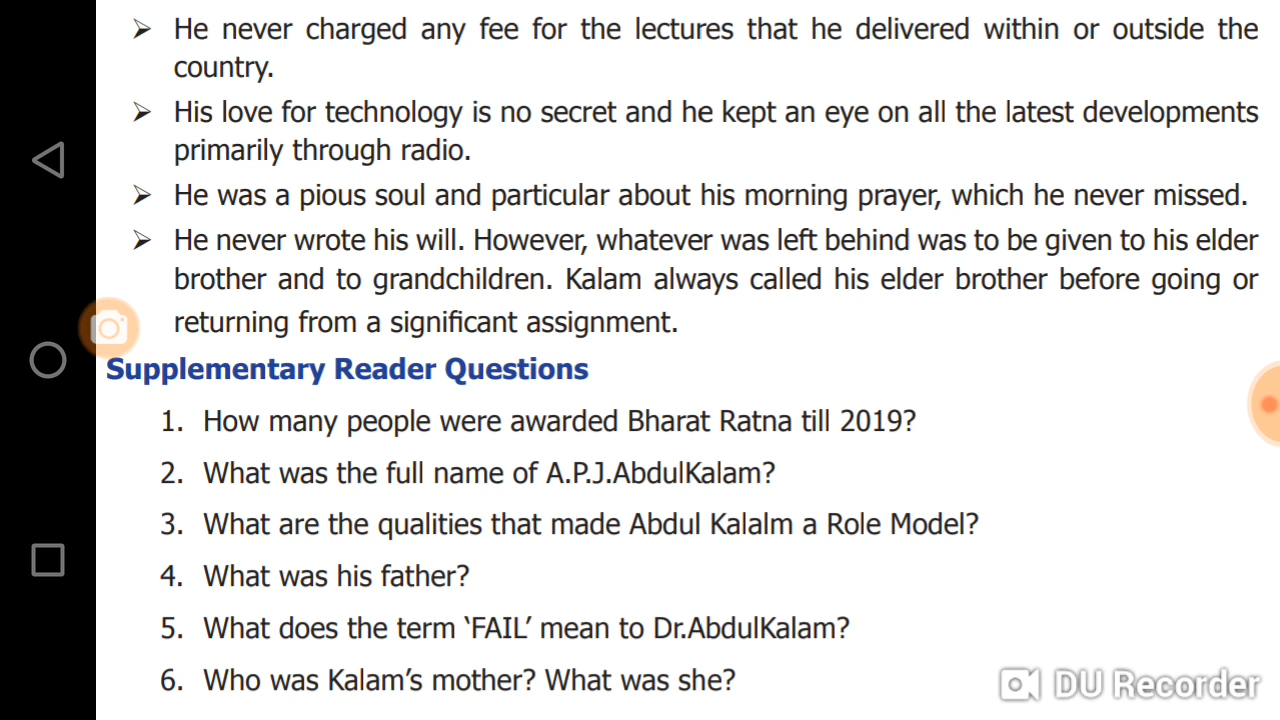 ➢ He never charged any fee for the lectures that he delivered within or outside the
country.
➢ His love for technology is no secret and he kept an eye on all the latest developments
primarily through radio.
➢ He was a pious soul and particular about his morning prayer, which he never missed.
➢ He never wrote his will. However, whatever was left behind was to be given to his elder
brother and to grandchildren. Kalam always called his elder brother before going or
returning from a significant assignment.
Supplementary Reader Questions
1. How many people were awarded Bharat Ratna till 2019?
2. What was the full name of A.P.J.AbdulKalam?
3. What are the qualities that made Abdul Kalalm a Role Model?
4. What was his father?
5. What does the term ‘FAIL’ mean to Dr.AbdulKalam?
6. Who was Kalam’s mother? What was she?
DU Recorder